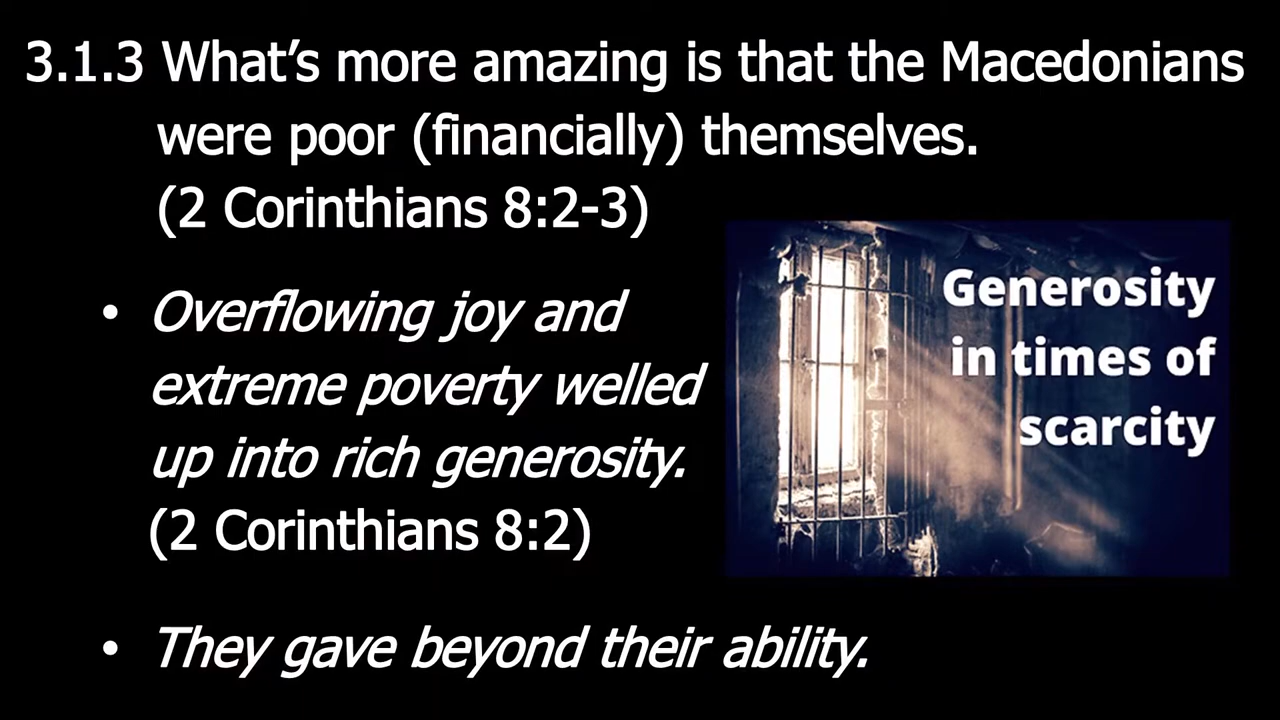 3.1.3 What’s more amazing is that the Macedonians
were poor (financially) themselves.
(2 Corinthians 8:2-3)
• Overflowing joy and
extreme poverty welled
up into rich generosity.
(2 Corinthians 8:2)
• They gave beyond their ability.
Generosity
in times of
scarcity